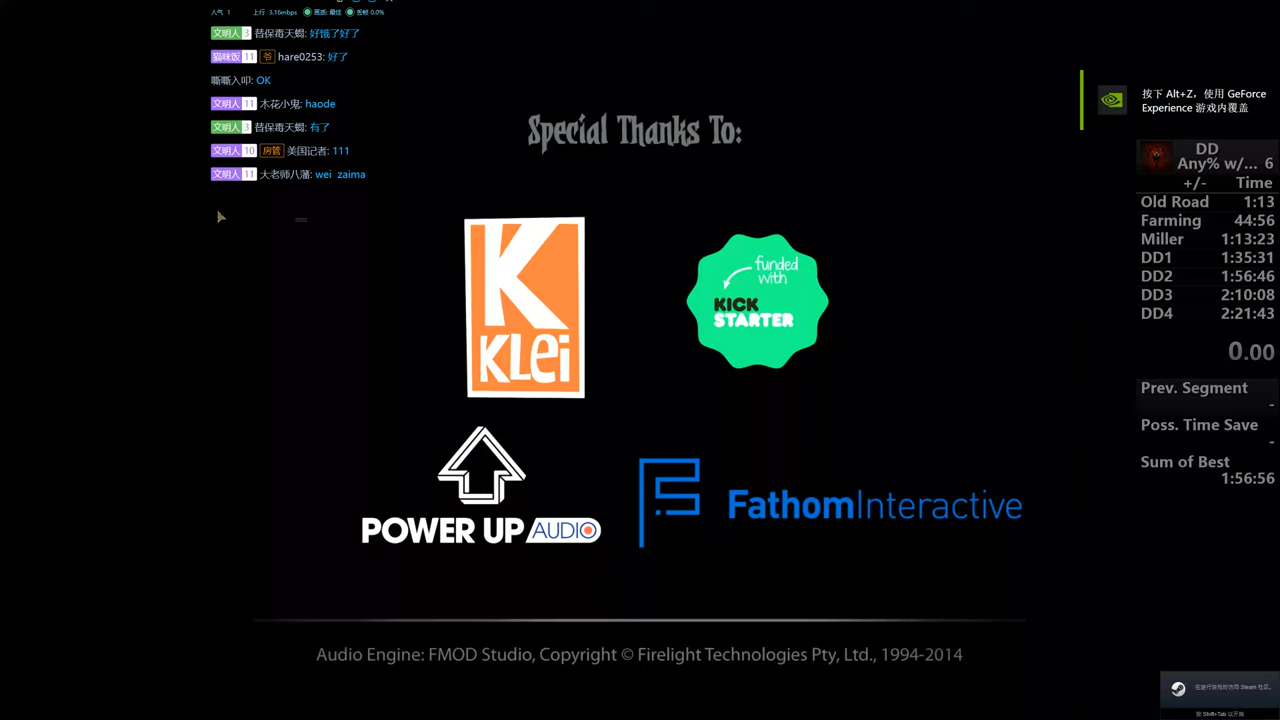 人气 1 上行 3.16mbps 画质: 最佳 丢帧 0.0%
文明人 3 替保毒天蝎: 好饿了好了
猫咪饭 11 爷 hare0253: 好了
嘶嘶入叩: OK
文明人 11 木花小鬼: haode
文明人 3 替保毒天蝎: 有了
文明人 10 房管 美国记者: 111
文明人 11 大老师八藩: wei zaima
Special Thanks To:
K
KLEI
funded
with
KICK
STARTER
POWER UP AUDIO
FathomInteractive
Audio Engine: FMOD Studio, Copyright © Firelight Technologies Pty, Ltd., 1994-2014
按下 Alt+Z，使用 GeForce
Experience 游戏内覆盖
DD
Any% w/... 6
+/- Time
Old Road 1:13
Farming 44:56
Miller 1:13:23
DD1 1:35:31
DD2 1:56:46
DD3 2:10:08
DD4 2:21:43
0.00
Prev. Segment
-
Poss. Time Save
-
Sum of Best
1:56:56
按 Shift+Tab 以开始